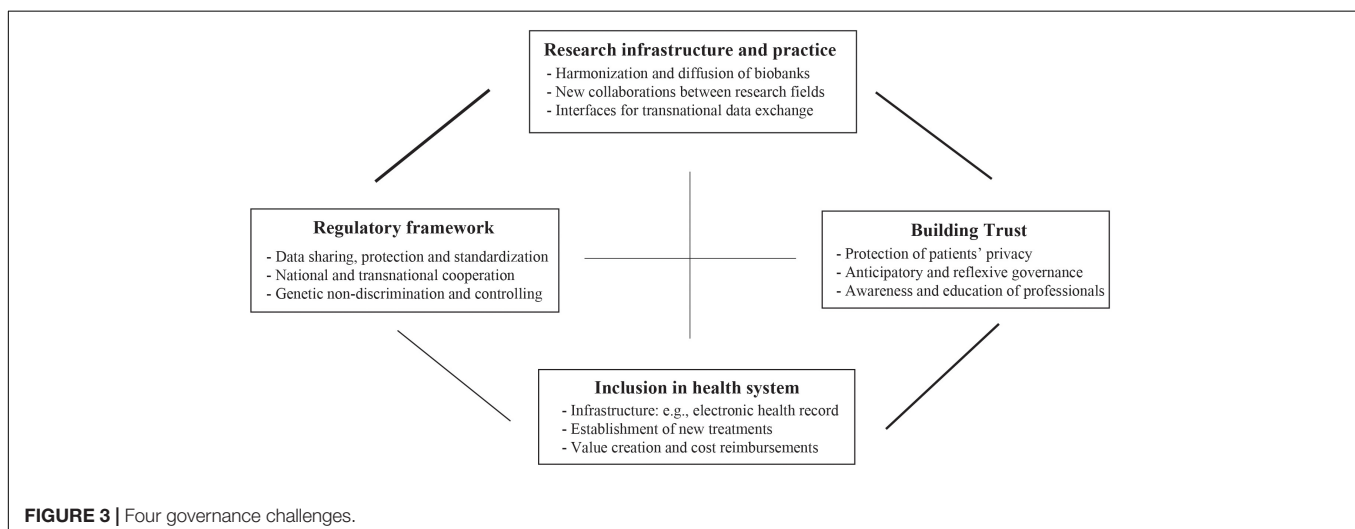 Research infrastructure and practice
- Harmonization and diffusion of biobanks
- New collaborations between research fields
- Interfaces for transnational data exchange
Regulatory framework
- Data sharing, protection and standardization
- National and transnational cooperation
- Genetic non-discrimination and controlling
Building Trust
- Protection of patients’ privacy
- Anticipatory and reflexive governance
- Awareness and education of professionals
Inclusion in health system
- Infrastructure: e.g., electronic health record
- Establishment of new treatments
- Value creation and cost reimbursements
FIGURE 3 | Four governance challenges.